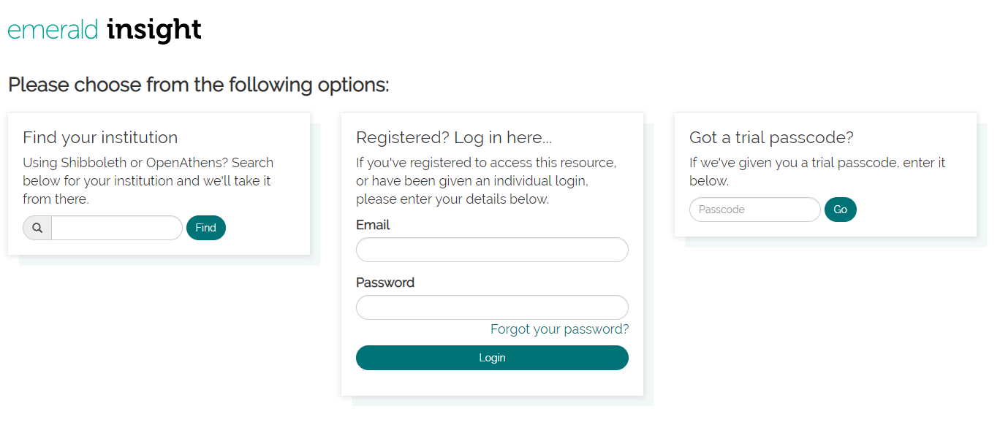 emerald insight
Please choose from the following options:
Find your institution
Using Shibboleth or OpenAthens? Search
below for your institution and we'll take it
from there.
Find
Registered? Log in here...
If you've registered to access this resource,
or have been given an individual login,
please enter your details below.
Email
Password
Forgot your password?
Login
Got a trial passcode?
If we've given you a trial passcode, enter it
below.
Passcode
Go